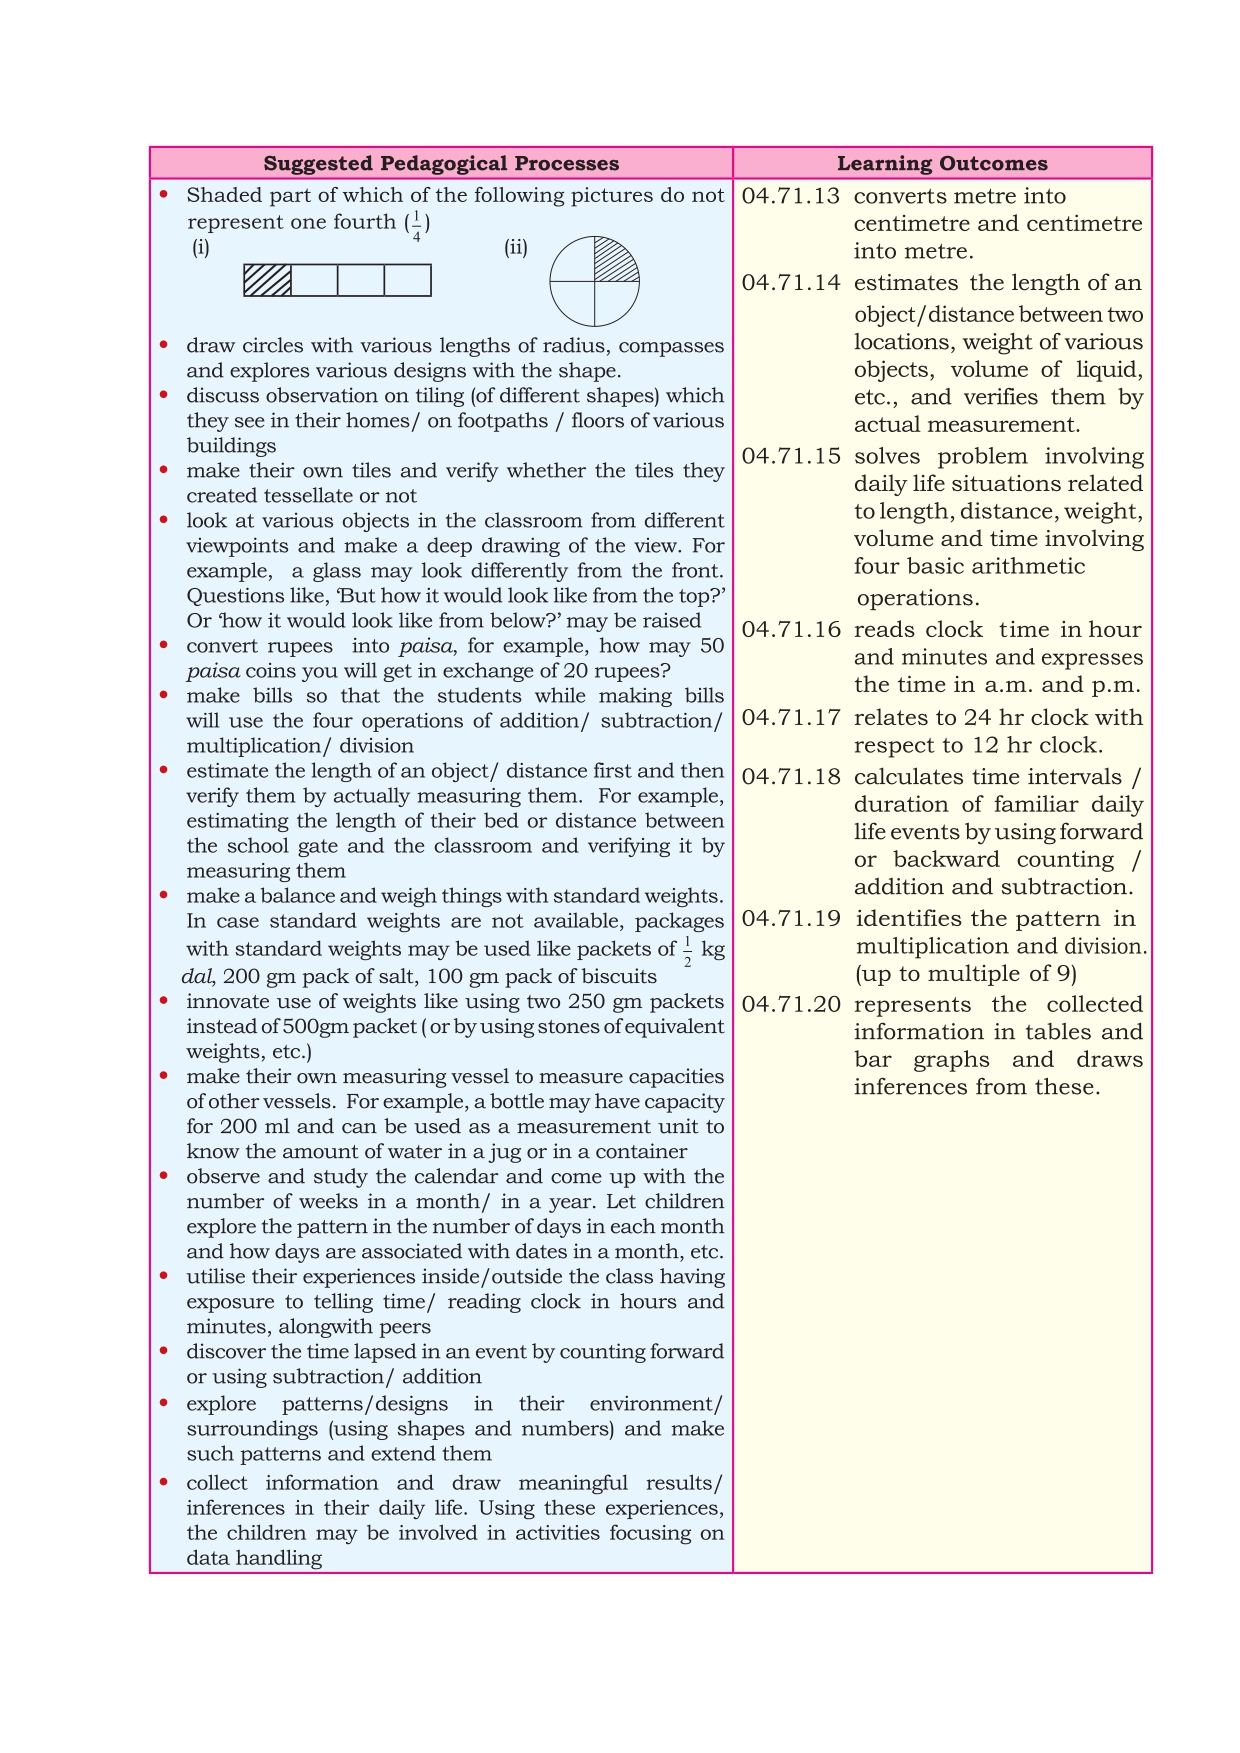 Suggested Pedagogical Processes
Learning Outcomes
• Shaded part of which of the following pictures do not
represent one fourth (1/4)
(i)
(ii)
• draw circles with various lengths of radius, compasses
and explores various designs with the shape.
• discuss observation on tiling (of different shapes) which
they see in their homes/ on footpaths / floors of various
buildings
• make their own tiles and verify whether the tiles they
created tessellate or not
• look at various objects in the classroom from different
viewpoints and make a deep drawing of the view. For
example, a glass may look differently from the front.
Questions like, ‘But how it would look like from the top?’
Or ‘how it would look like from below?’ may be raised
• convert rupees into paisa, for example, how may 50
paisa coins you will get in exchange of 20 rupees?
• make bills so that the students while making bills
will use the four operations of addition/ subtraction/
multiplication/ division
• estimate the length of an object/ distance first and then
verify them by actually measuring them. For example,
estimating the length of their bed or distance between
the school gate and the classroom and verifying it by
measuring them
• make a balance and weigh things with standard weights.
In case standard weights are not available, packages
with standard weights may be used like packets of 1/2 kg
dal, 200 gm pack of salt, 100 gm pack of biscuits
• innovate use of weights like using two 250 gm packets
instead of 500gm packet ( or by using stones of equivalent
weights, etc.)
• make their own measuring vessel to measure capacities
of other vessels. For example, a bottle may have capacity
for 200 ml and can be used as a measurement unit to
know the amount of water in a jug or in a container
• observe and study the calendar and come up with the
number of weeks in a month/ in a year. Let children
explore the pattern in the number of days in each month
and how days are associated with dates in a month, etc.
• utilise their experiences inside/outside the class having
exposure to telling time/ reading clock in hours and
minutes, alongwith peers
• discover the time lapsed in an event by counting forward
or using subtraction/ addition
• explore patterns/designs in their environment/
surroundings (using shapes and numbers) and make
such patterns and extend them
• collect information and draw meaningful results/
inferences in their daily life. Using these experiences,
the children may be involved in activities focusing on
data handling
04.71.13 converts metre into
centimetre and centimetre
into metre.
04.71.14 estimates the length of an
object/distance between two
locations, weight of various
objects, volume of liquid,
etc., and verifies them by
actual measurement.
04.71.15 solves problem involving
daily life situations related
to length, distance, weight,
volume and time involving
four basic arithmetic
operations.
04.71.16 reads clock time in hour
and minutes and expresses
the time in a.m. and p.m.
04.71.17 relates to 24 hr clock with
respect to 12 hr clock.
04.71.18 calculates time intervals /
duration of familiar daily
life events by using forward
or backward counting /
addition and subtraction.
04.71.19 identifies the pattern in
multiplication and division.
(up to multiple of 9)
04.71.20 represents the collected
information in tables and
bar graphs and draws
inferences from these.